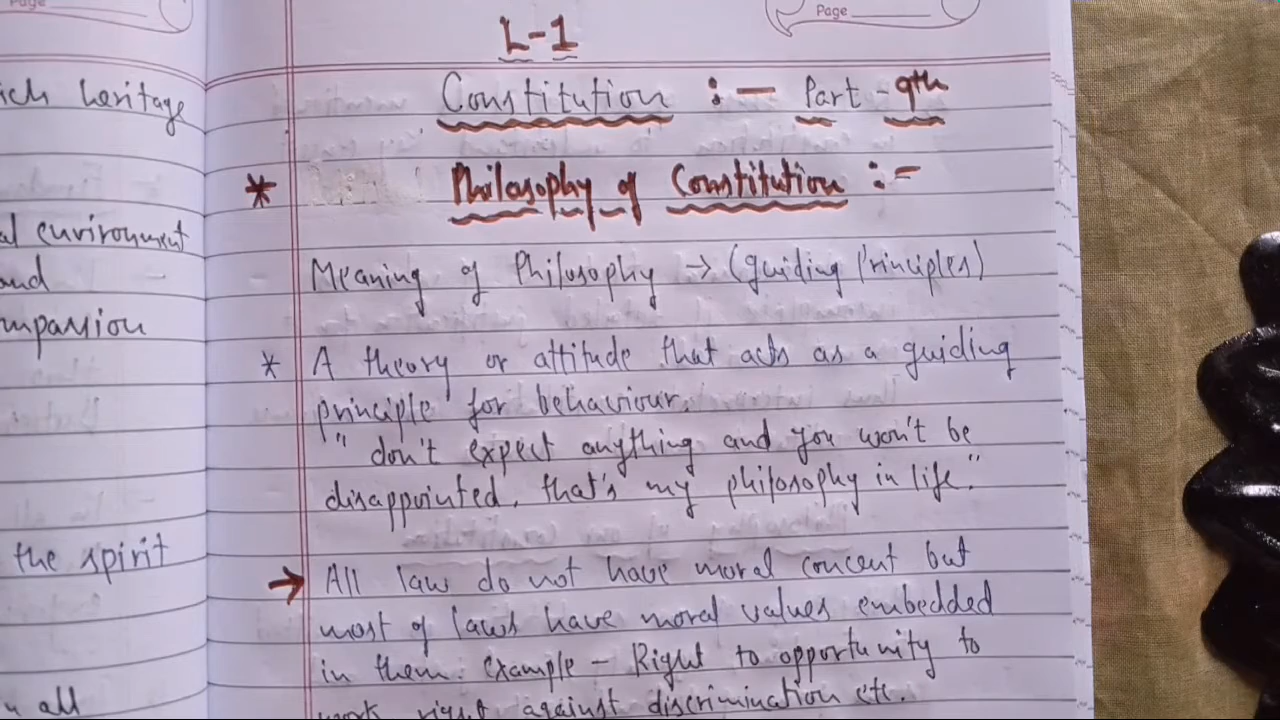 Page
Page
L-1
Constitution :- Part - 9th
* Philosophy of Constitution :-
Meaning of Philosophy → (guiding Principles)
* A theory or attitude that acts as a guiding
principle for behaviour.
" don't expect anything and you won't be
disappointed, that's my philosophy in life."
→ All law do not have moral concent but
most of laws have moral values embedded
in them. Example - Right to opportunity to
work, right against discrimination etc.
ich heritage
al environment
and
mpassion
the spirit
all